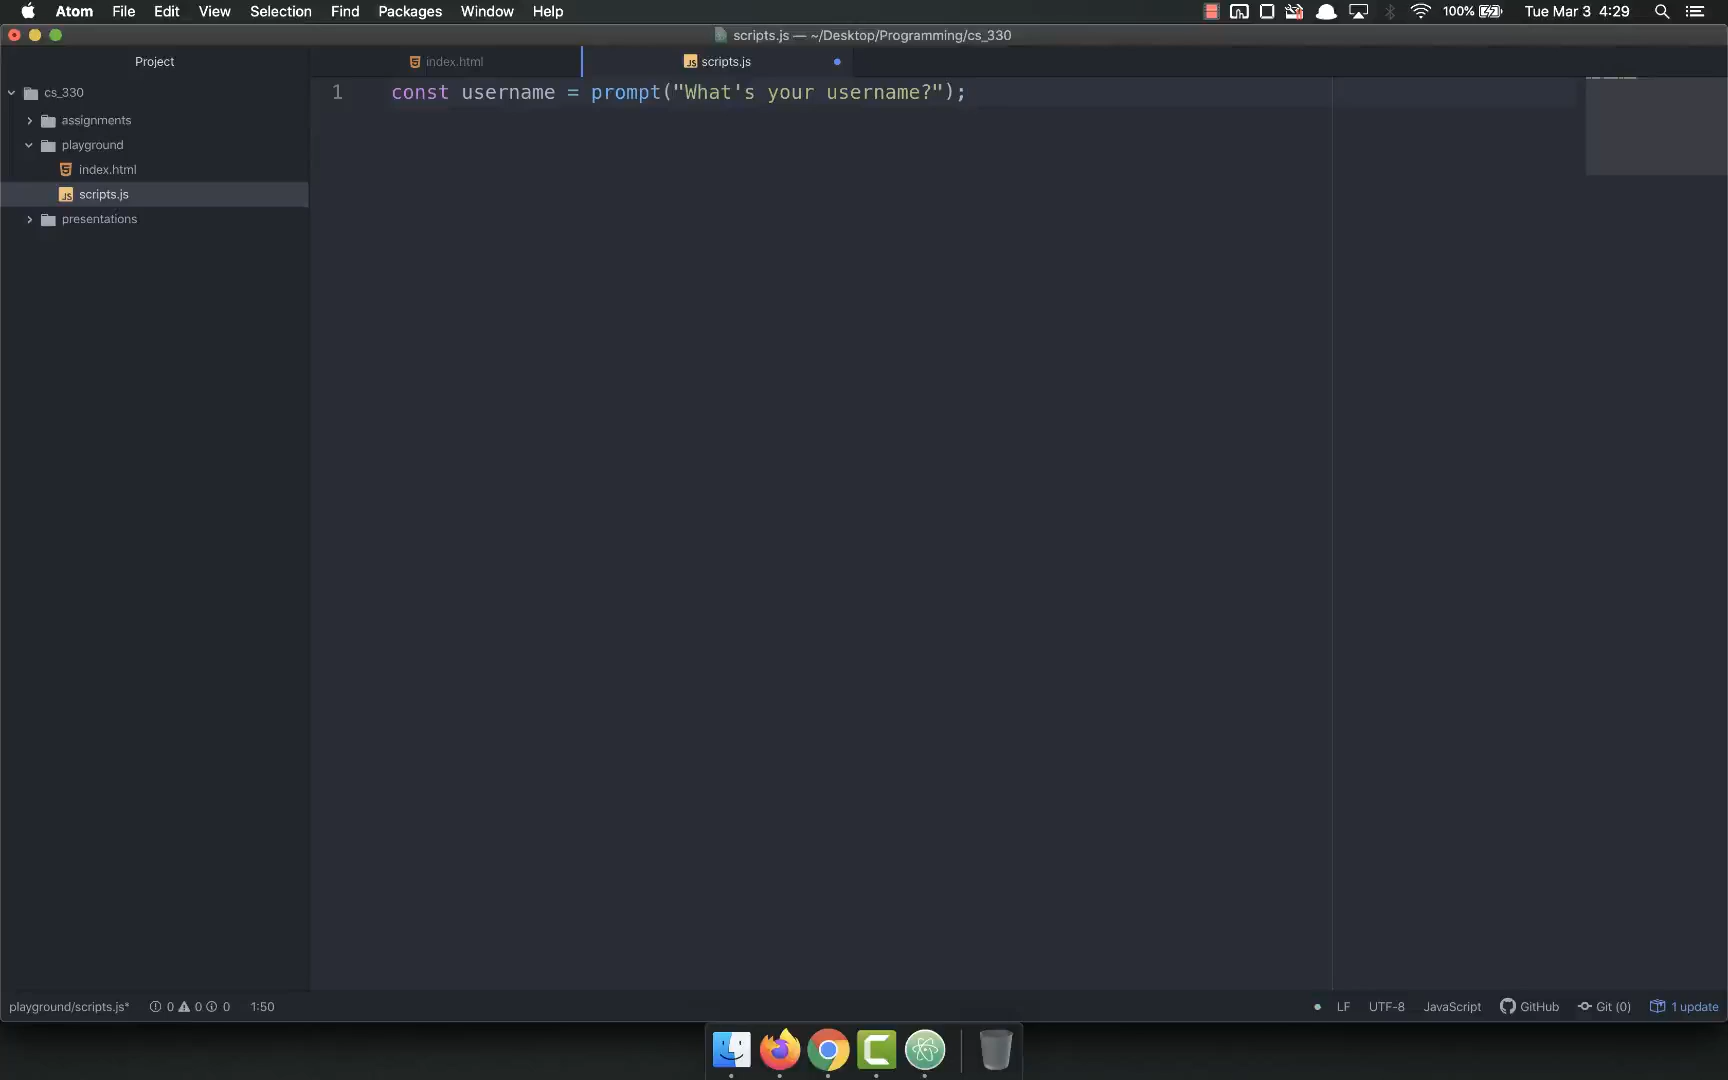 Atom File Edit View Selection Find Packages Window Help 100% Tue Mar 3 4:29
scripts.js — ~/Desktop/Programming/cs_330
Project
index.html
scripts.js
cs_330
assignments
playground
index.html
scripts.js
presentations
1 const username = prompt("What's your username?");
playground/scripts.js* 0 0 0 1:50 LF UTF-8 JavaScript GitHub Git (0) 1 update